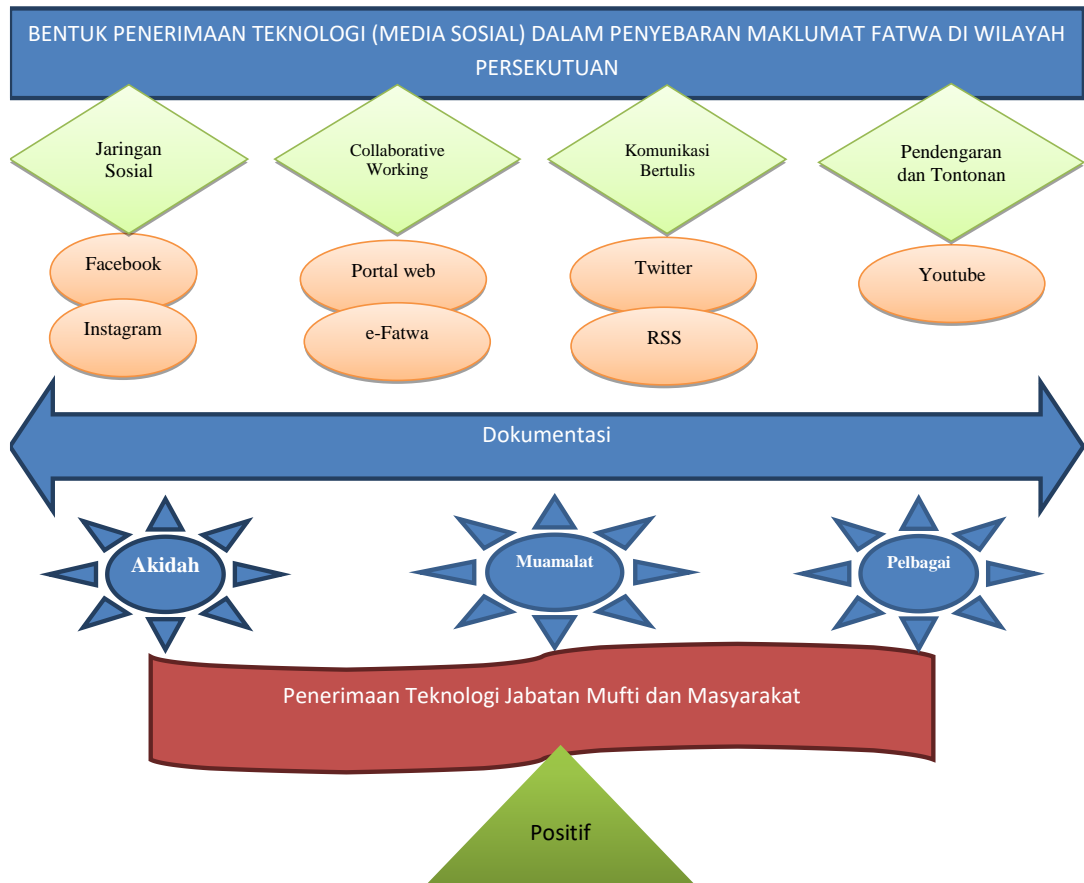 BENTUK PENERIMAAN TEKNOLOGI (MEDIA SOSIAL) DALAM PENYEBARAN MAKLUMAT FATWA DI WILAYAH
PERSEKUTUAN
Jaringan
Sosial
Collaborative
Working
Komunikasi
Bertulis
Pendengaran
dan Tontonan
Facebook
Instagram
Portal web
e-Fatwa
Twitter
RSS
Youtube
Dokumentasi
Akidah
Muamalat
Pelbagai
Penerimaan Teknologi Jabatan Mufti dan Masyarakat
Positif